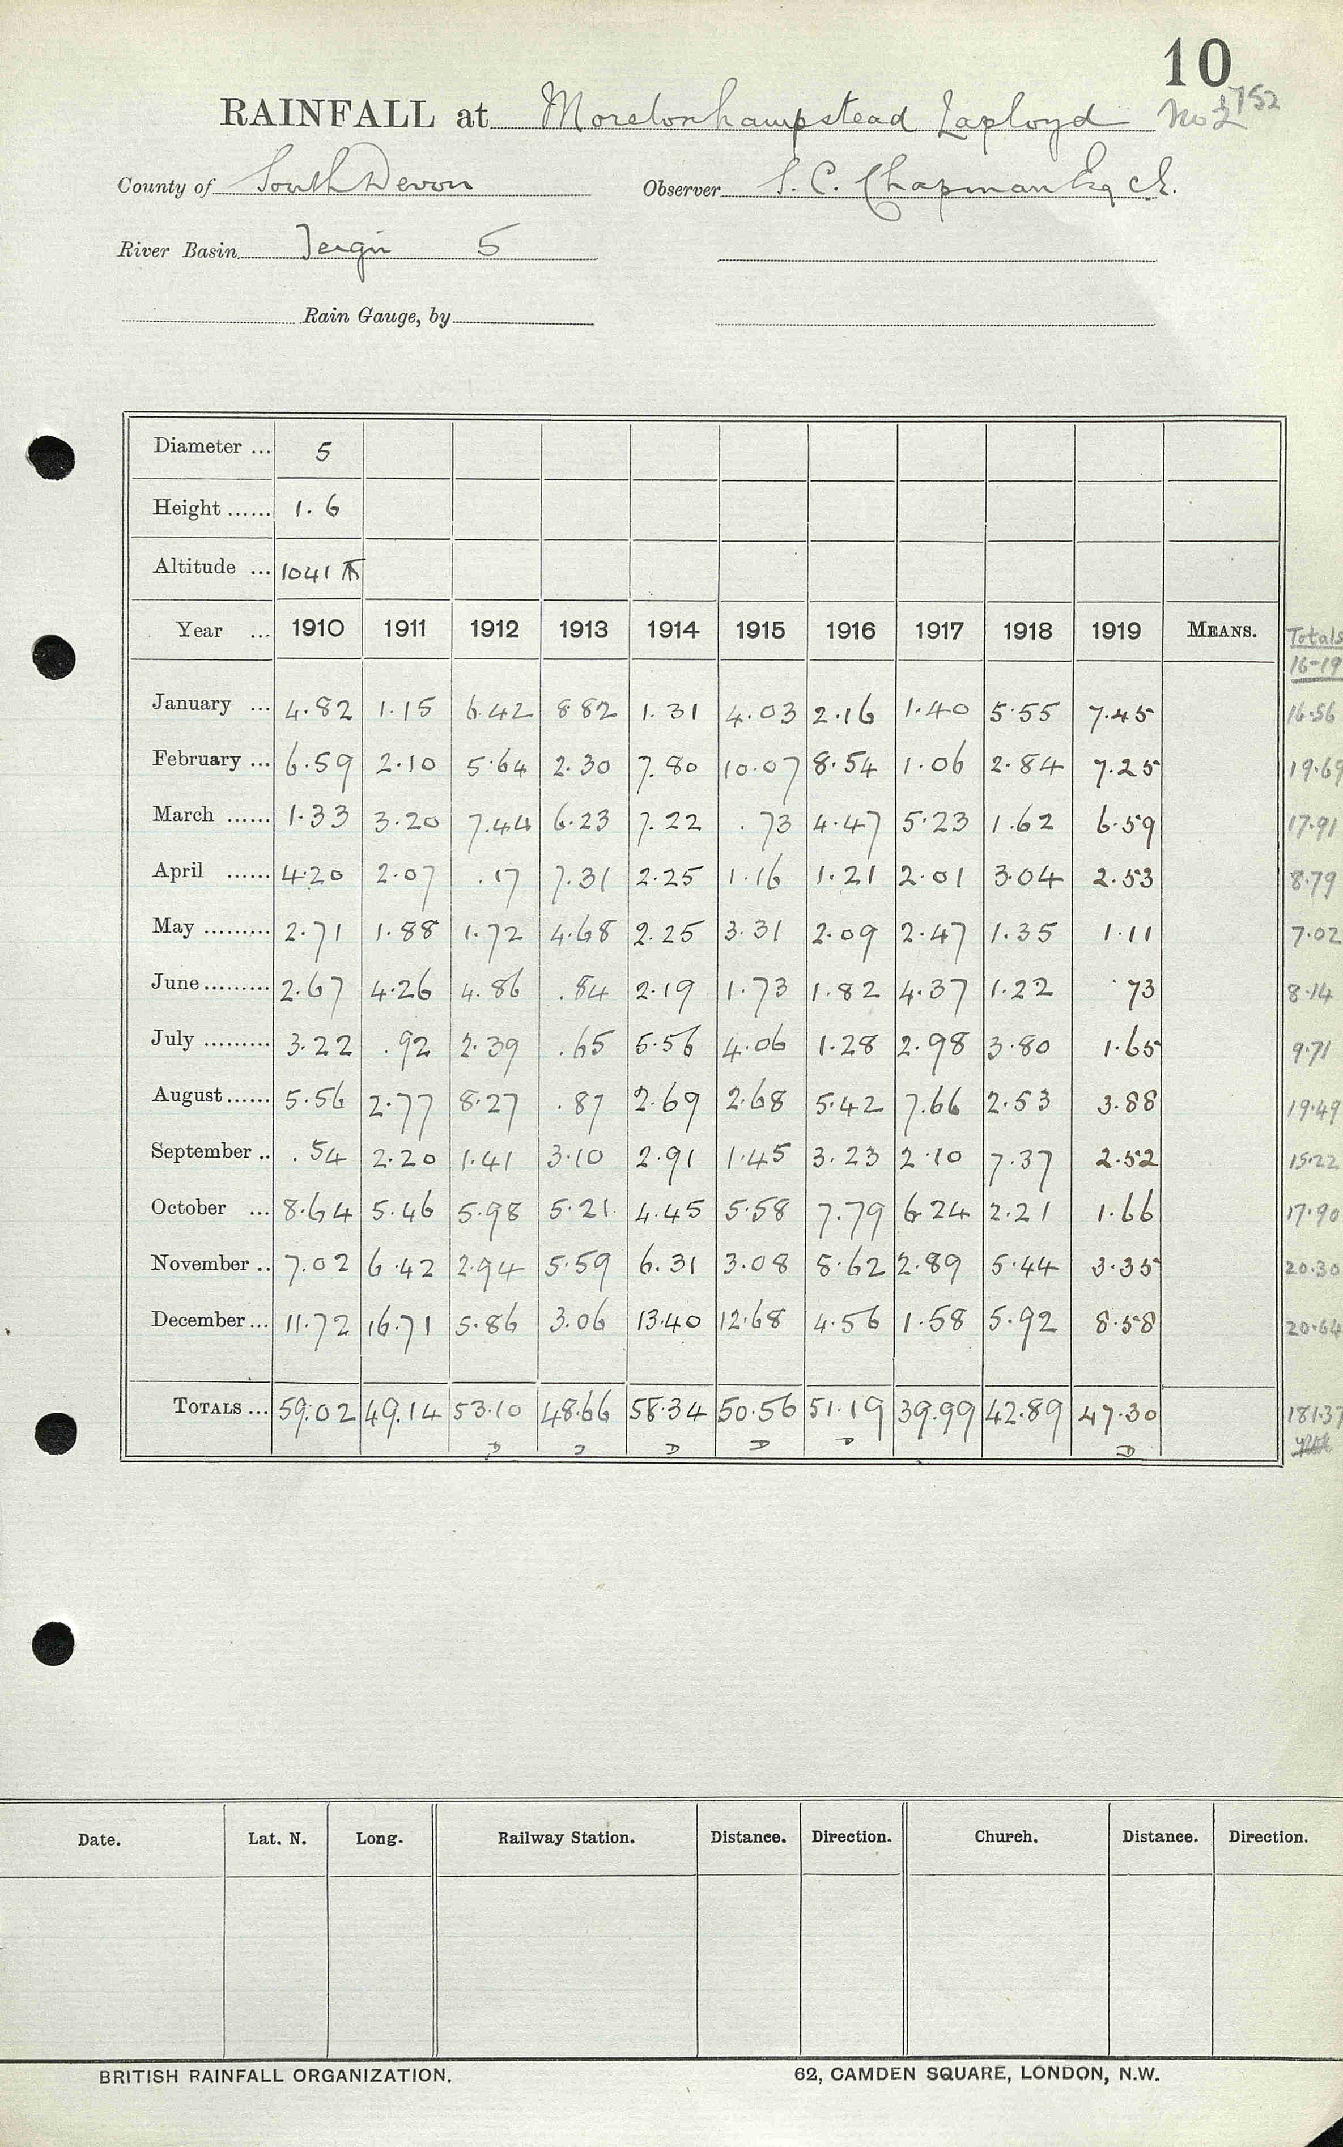 10
RAINFALL at Moretonhampstead Laployd No 2 1752
County of South Devon Observer S. C. Chapman Esq C.E.
River Basin Teign 5
Rain Gauge, by
Diameter ... 5
Height ...... 1.6
Altitude ... 1041
Year ... 1910 1911 1912 1913 1914 1915 1916 1917 1918 1919 MEANS. Totals
16-19
January ... 4.82 1.15 6.42 8.82 1.31 4.03 2.16 1.40 5.55 7.45 16.56
February ... 6.59 2.10 5.64 2.30 7.80 10.07 8.54 1.06 2.84 7.25 19.69
March ...... 1.33 3.20 7.44 6.23 7.22 .73 4.47 5.23 1.62 6.59 17.91
April ...... 4.20 2.07 .17 7.31 2.25 1.16 1.21 2.01 3.04 2.53 8.79
May ......... 2.71 1.88 1.72 4.68 2.25 3.31 2.09 2.47 1.35 1.11 7.02
June ......... 2.67 4.26 4.86 .84 2.19 1.73 1.82 4.37 1.22 .73 8.14
July ......... 3.22 .92 2.39 .65 5.56 4.06 1.28 2.98 3.80 1.65 9.71
August ...... 5.56 2.77 8.27 .87 2.69 2.68 5.42 7.66 2.53 3.88 19.49
September .. .54 2.20 1.41 3.10 2.91 1.45 3.23 2.10 7.37 2.52 15.22
October ... 8.64 5.46 5.98 5.21 4.45 5.58 7.79 6.24 2.21 1.66 17.90
November .. 7.02 6.42 2.94 5.59 6.31 3.08 8.62 2.89 5.44 3.35 20.30
December ... 11.72 16.71 5.86 3.06 13.40 12.68 4.56 1.58 5.92 8.58 20.64
TOTALS ... 59.02 49.14 53.10 48.66 58.34 50.56 51.19 39.99 42.89 47.30 181.37
D D D D D D
Date. Lat. N. Long. Railway Station. Distance. Direction. Church. Distance. Direction.
BRITISH RAINFALL ORGANIZATION. 62, CAMDEN SQUARE, LONDON, N.W.